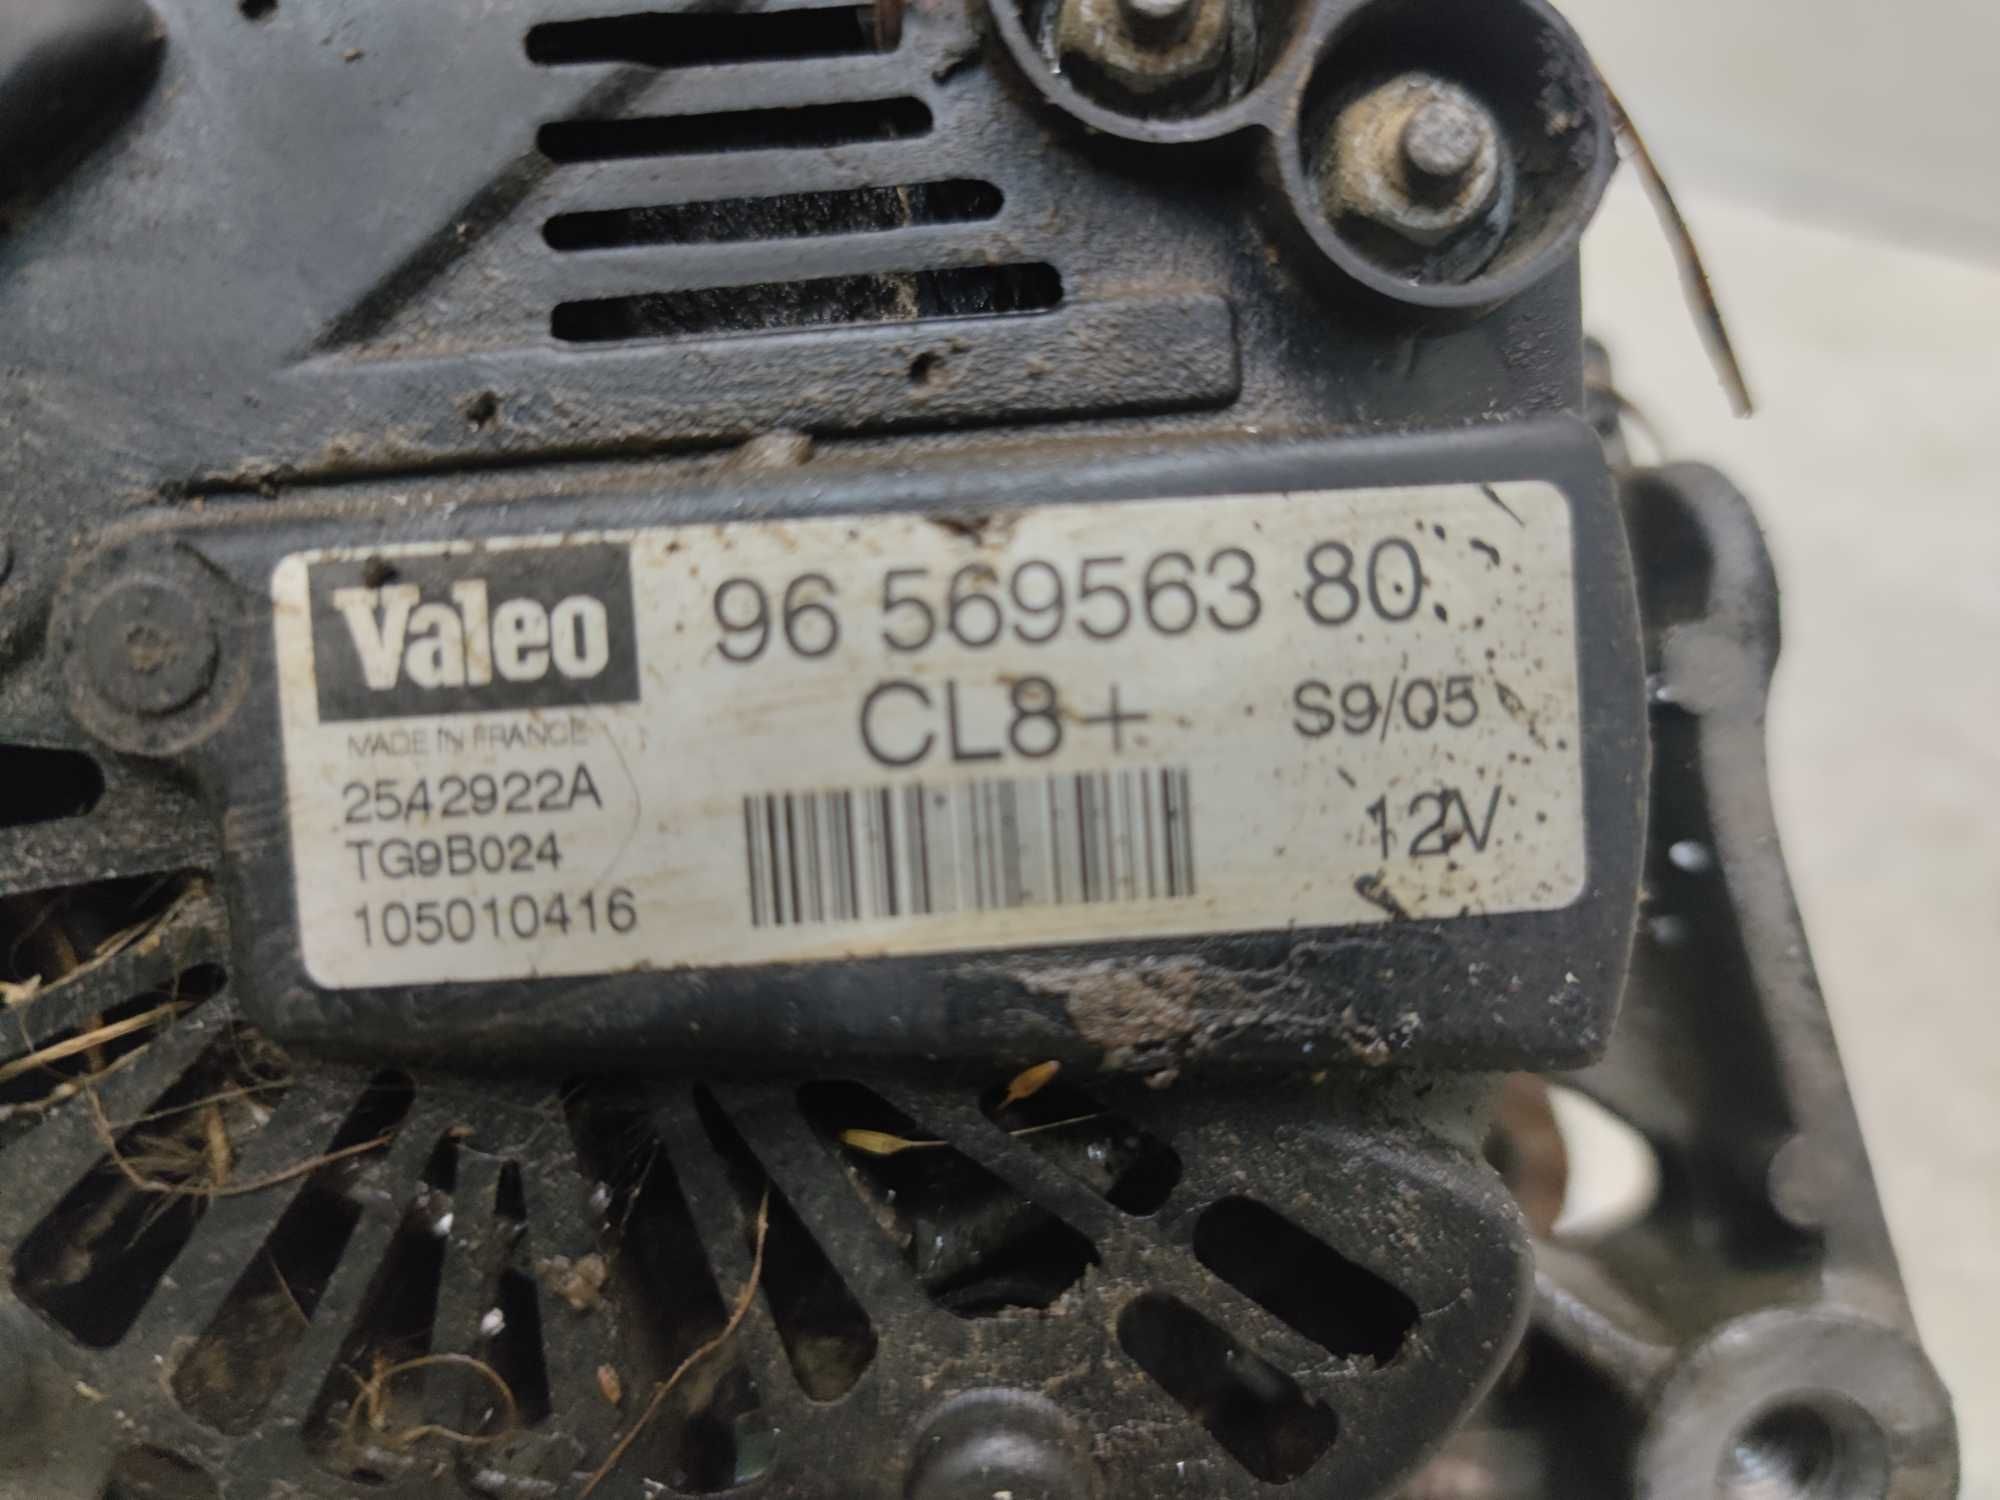 Valeo
MADE IN FRANCE
2542922A
TG9B024
105010416
96 569563 80
CL8+
S9/05
12V